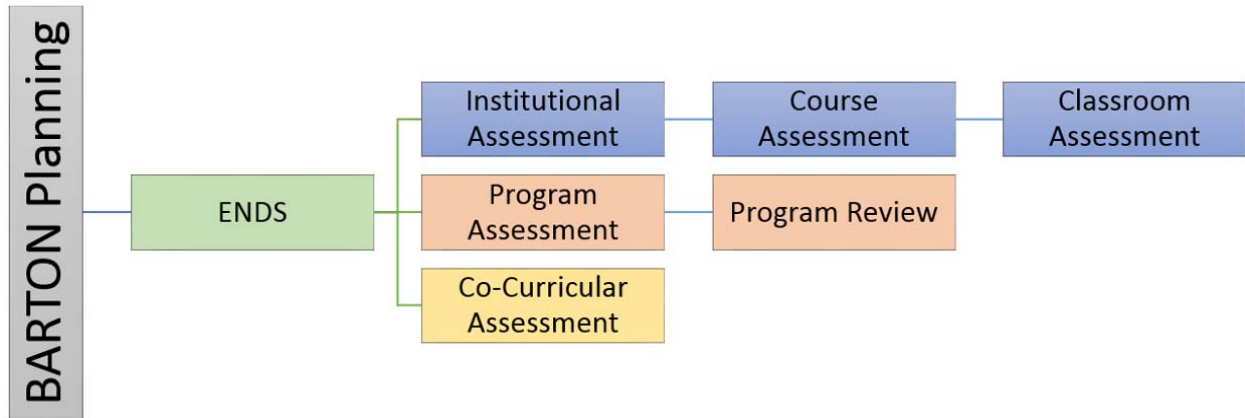 BARTON Planning
ENDS
Institutional
Assessment
Course
Assessment
Classroom
Assessment
Program
Assessment
Program Review
Co-Curricular
Assessment